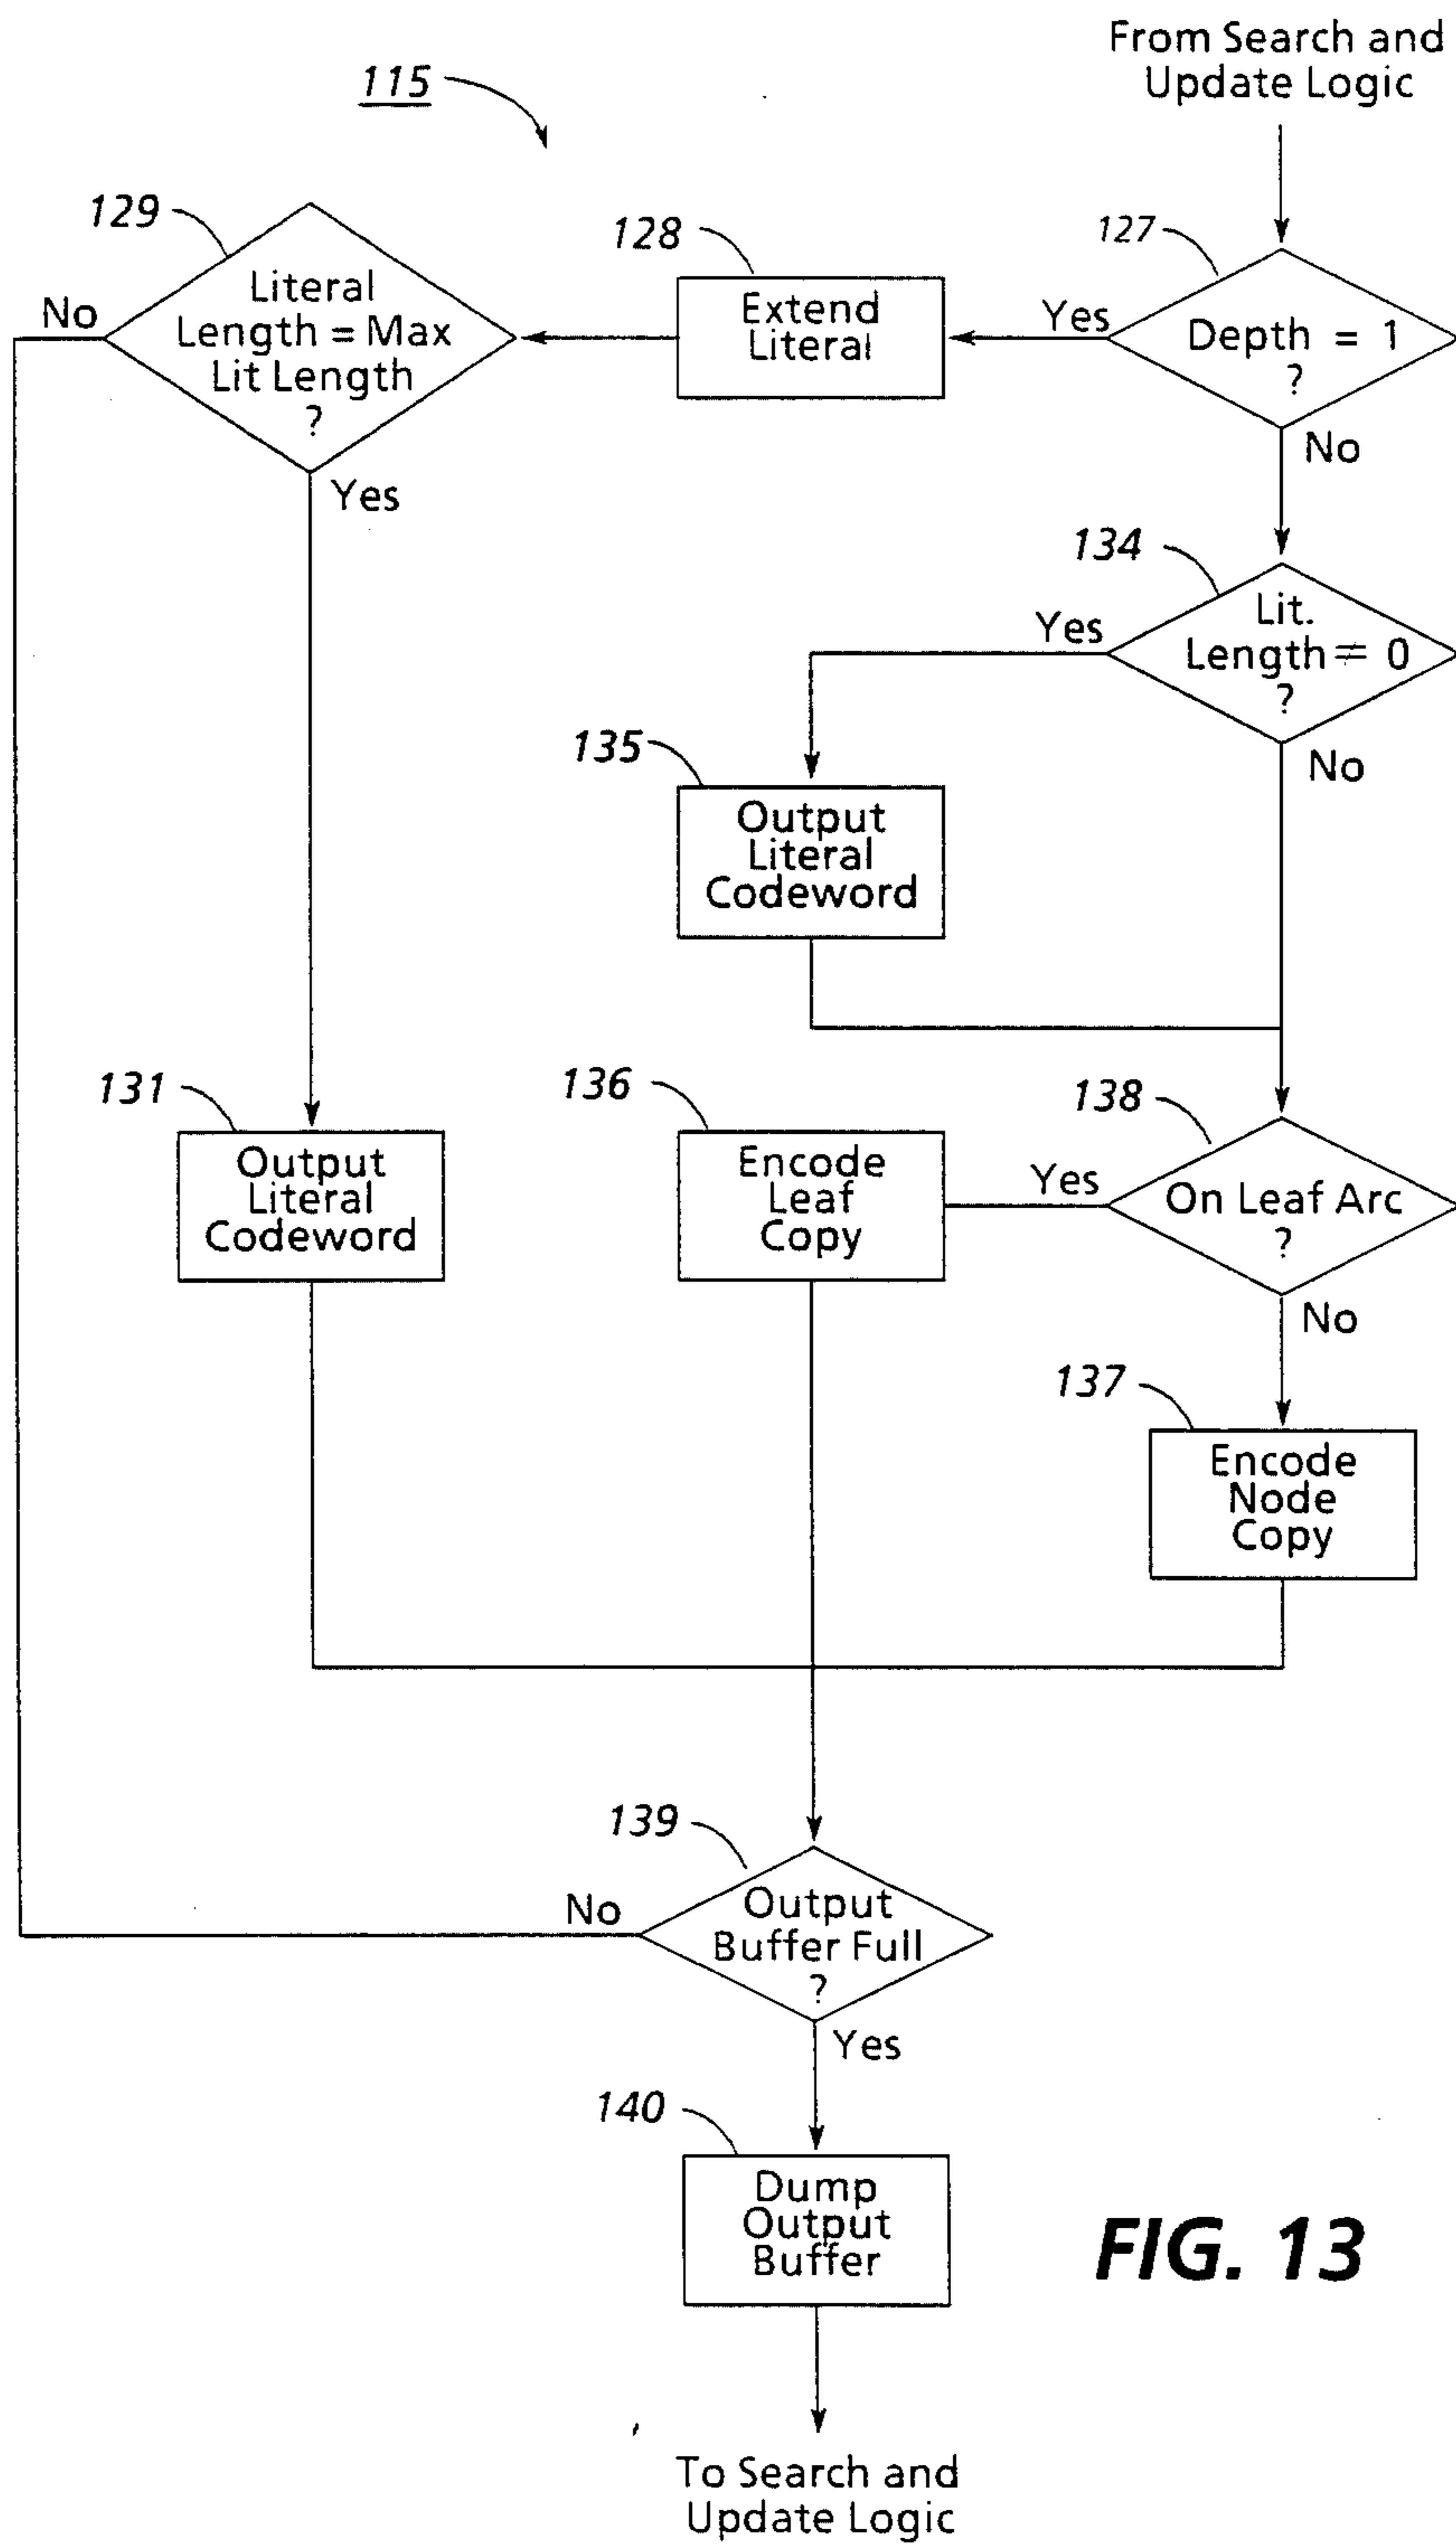 From Search and
Update Logic
115
129
128
127
Literal
Length = Max
Lit Length
?
No
Yes
Extend
Literal
Yes
Depth = 1
?
No
134
Lit.
Length ≠ 0
?
Yes
No
135
Output
Literal
Codeword
131
Output
Literal
Codeword
136
Encode
Leaf
Copy
138
Yes
On Leaf Arc
?
No
137
Encode
Node
Copy
139
No
Output
Buffer Full
?
Yes
140
Dump
Output
Buffer
FIG. 13
To Search and
Update Logic